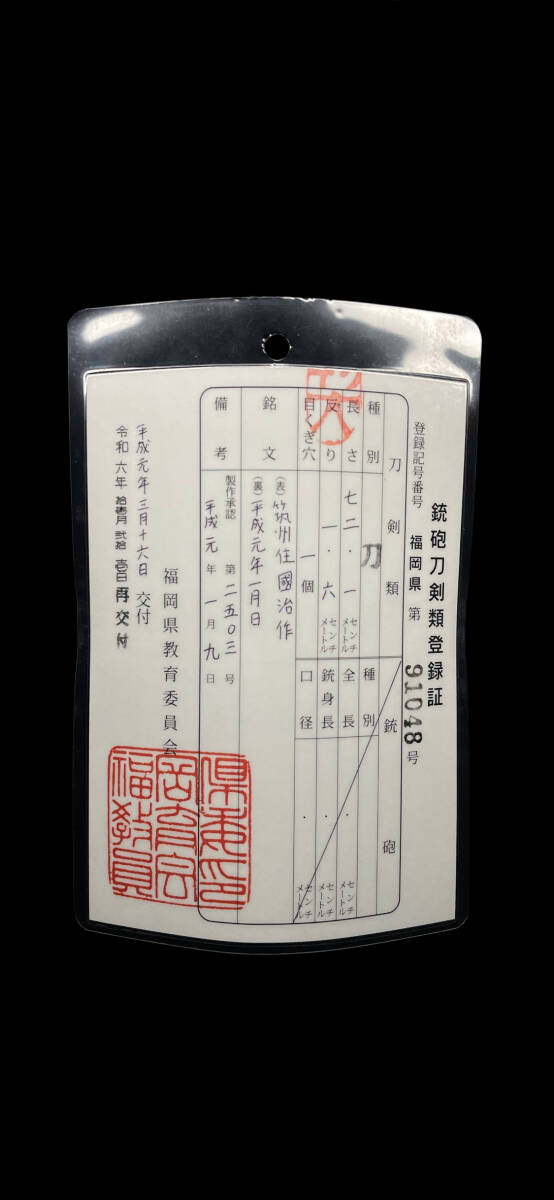 銃砲刀剣類登録証
登録記号番号 福岡県 第 91048 号
刀剣類
種別 刀
長さ 七二.一 センチメートル
反り 一.六 センチメートル
目くぎ穴 一個
銘文 (表)筑州住國治作
(裏)平成元年一月日
備考 製作承認 第二五〇三号
平成元年一月九日
銃砲
種別
全長 . センチメートル
銃身長 . センチメートル
口径 . センチメートル
平成元年三月十六日 交付
令和六年拾壱月弐拾壱日再交付
福岡県教育委員会